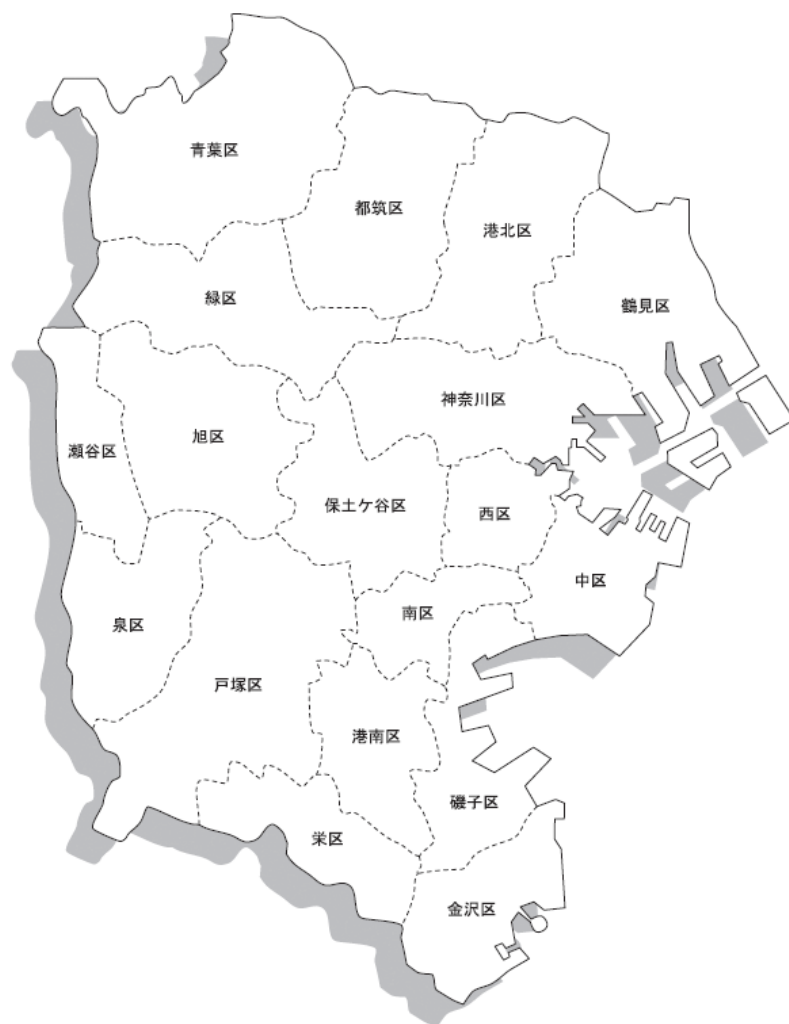 青葉区
都筑区
港北区
緑区
鶴見区
神奈川区
瀬谷区
旭区
保土ケ谷区
西区
中区
泉区
南区
戸塚区
港南区
磯子区
栄区
金沢区